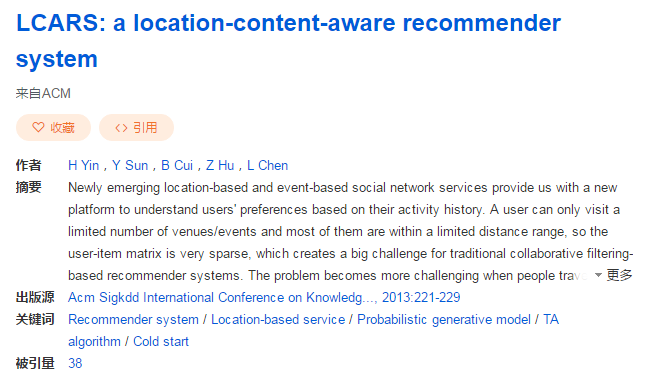 LCARS: a location-content-aware recommender
system
来自ACM
收藏 <> 引用
作者 H Yin，Y Sun，B Cui，Z Hu，L Chen
摘要 Newly emerging location-based and event-based social network services provide us with a new
platform to understand users' preferences based on their activity history. A user can only visit a
limited number of venues/events and most of them are within a limited distance range, so the
user-item matrix is very sparse, which creates a big challenge for traditional collaborative filtering-
based recommender systems. The problem becomes more challenging when people trav 更多
出版源 Acm Sigkdd International Conference on Knowledg..., 2013:221-229
关键词 Recommender system / Location-based service / Probabilistic generative model / TA
algorithm / Cold start
被引量 38